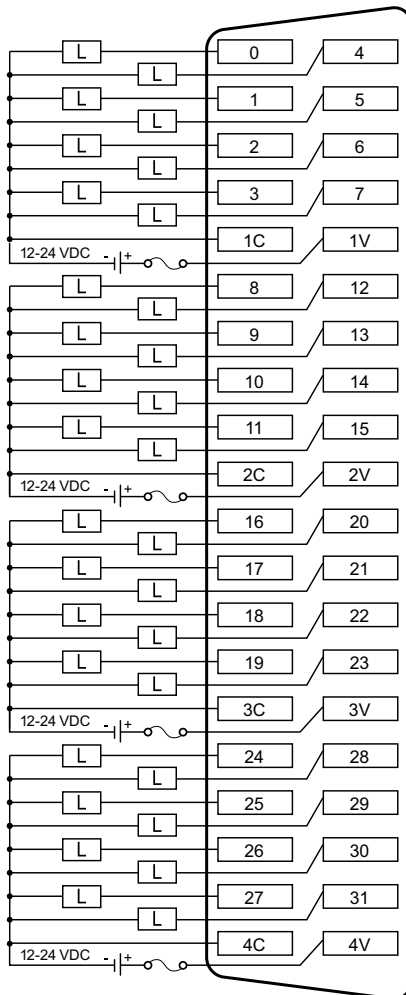 L 0 4
L
L 1 5
L
L 2 6
L
L 3 7
L
1C 1V
12-24 VDC - +
L 8 12
L
L 9 13
L
L 10 14
L
L 11 15
L
2C 2V
12-24 VDC - +
L 16 20
L
L 17 21
L
L 18 22
L
L 19 23
L
3C 3V
12-24 VDC - +
L 24 28
L
L 25 29
L
L 26 30
L
L 27 31
L
4C 4V
12-24 VDC - +